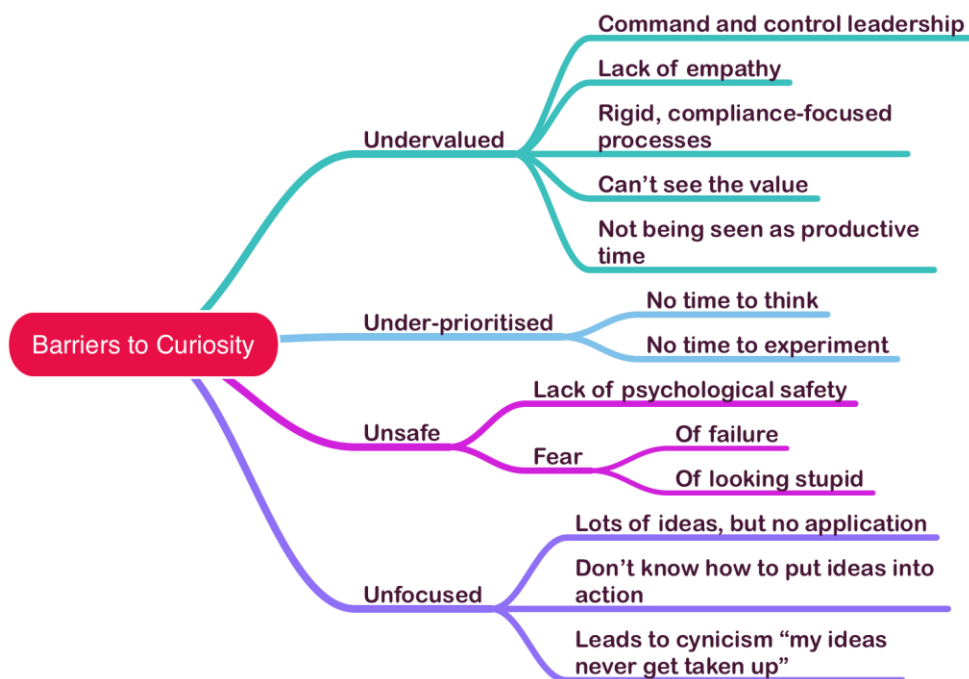 Barriers to Curiosity
Undervalued
Command and control leadership
Lack of empathy
Rigid, compliance-focused
processes
Can’t see the value
Not being seen as productive
time
Under-prioritised
No time to think
No time to experiment
Unsafe
Lack of psychological safety
Fear
Of failure
Of looking stupid
Unfocused
Lots of ideas, but no application
Don’t know how to put ideas into
action
Leads to cynicism “my ideas
never get taken up”